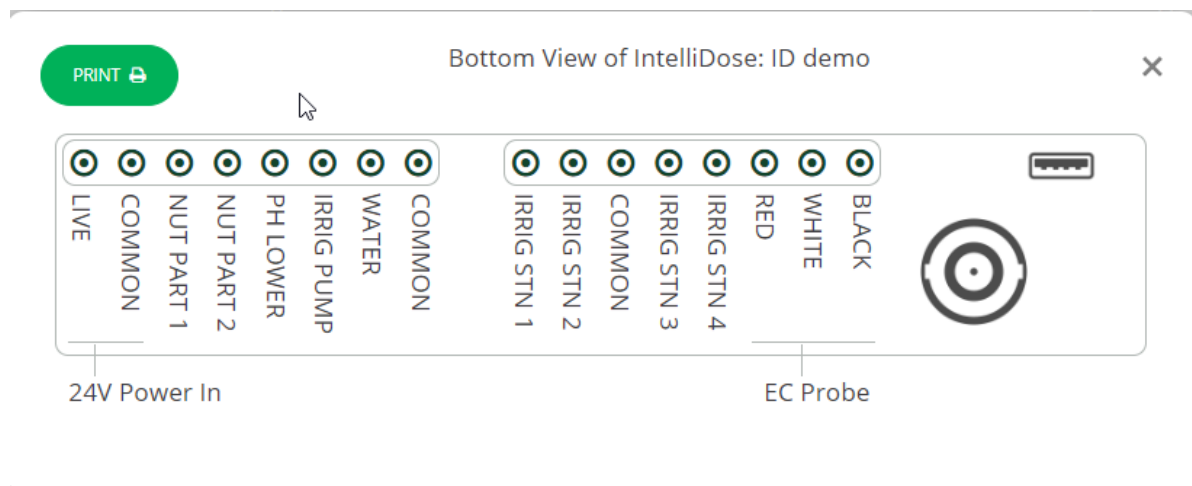 PRINT
Bottom View of IntelliDose: ID demo
LIVE
COMMON
NUT PART 1
NUT PART 2
PH LOWER
IRRIG PUMP
WATER
COMMON
IRRIG STN 1
IRRIG STN 2
COMMON
IRRIG STN 3
IRRIG STN 4
RED
WHITE
BLACK
24V Power In
EC Probe